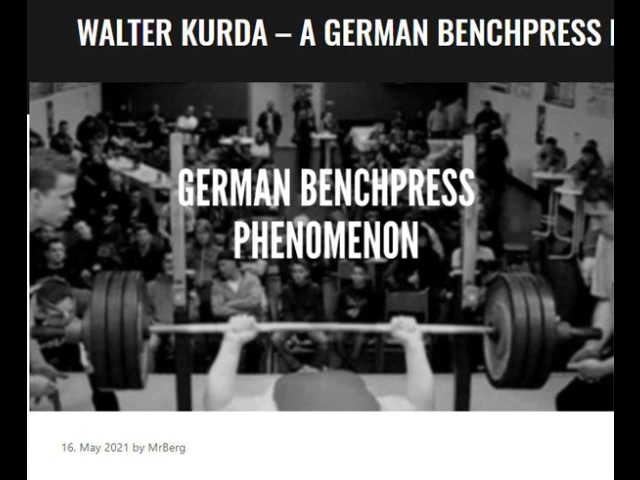 WALTER KURDA – A GERMAN BENCHPRESS
GERMAN BENCHPRESS
PHENOMENON
16. May 2021 by MrBerg